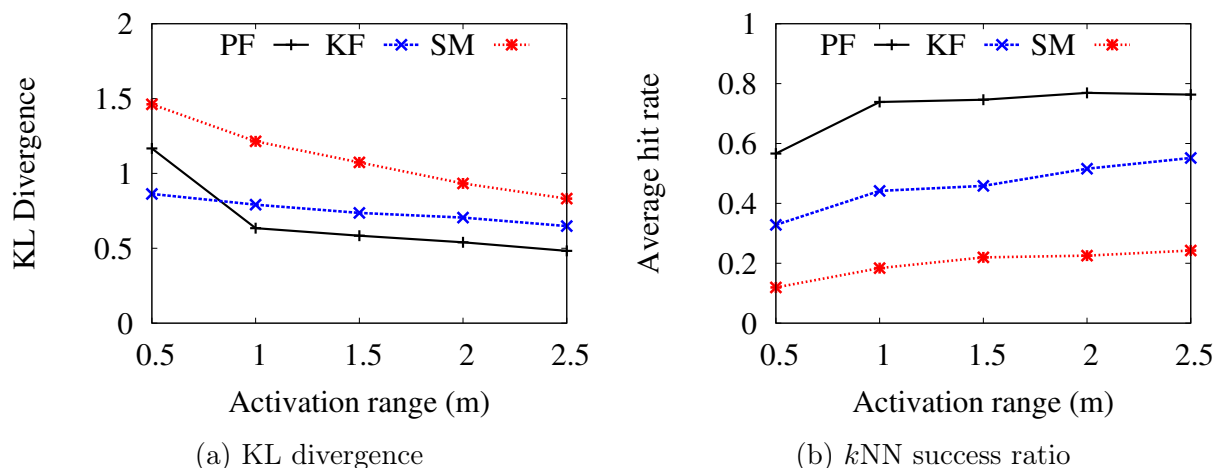 PF KF SM
KL Divergence
2
1.5
1
0.5
0
0.5 1 1.5 2 2.5
Activation range (m)
(a) KL divergence
PF KF SM
Average hit rate
1
0.8
0.6
0.4
0.2
0
0.5 1 1.5 2 2.5
Activation range (m)
(b) kNN success ratio